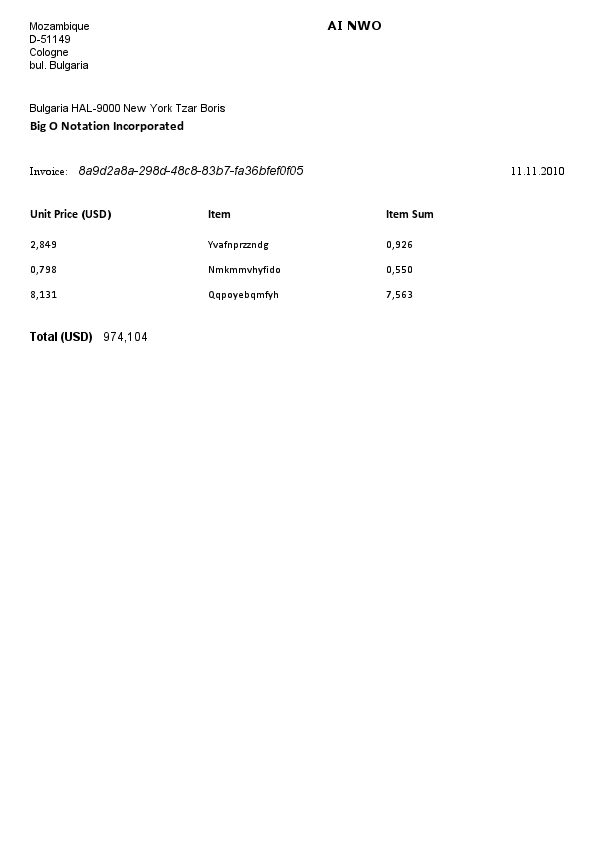 Mozambique
AI NWO
D-51149
Cologne
bul. Bulgaria
Bulgaria HAL-9000 New York Tzar Boris
Big O Notation Incorporated
Invoice: 8a9d2a8a-298d-48c8-83b7-fa36bfef0f05 11.11.2010
Unit Price (USD) Item Item Sum
2,849 Yvafnprzzndg 0,926
0,798 Nmkmmvhyfido 0,550
8,131 Qqpoyebqmfyh 7,563
Total (USD) 974,104